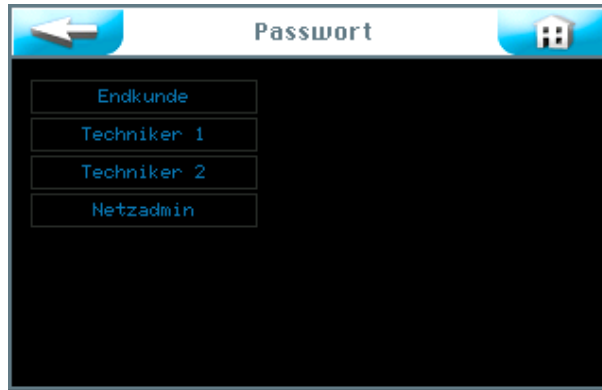 Passwort
Endkunde
Techniker 1
Techniker 2
Netzadmin